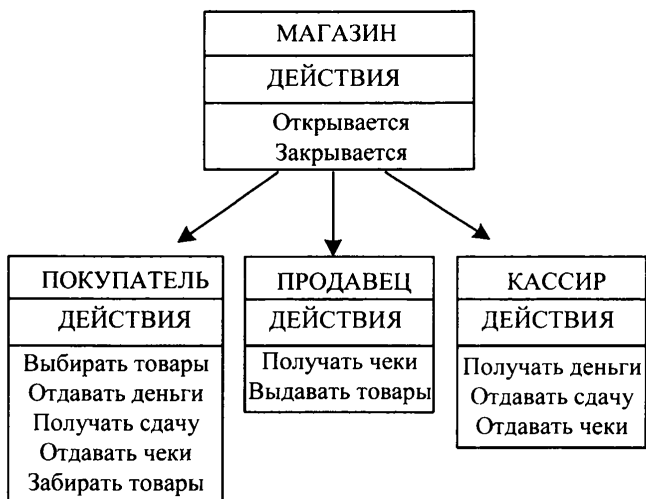 МАГАЗИН
ДЕЙСТВИЯ
Открывается
Закрывается
ПОКУПАТЕЛЬ
ДЕЙСТВИЯ
Выбирать товары
Отдавать деньги
Получать сдачу
Отдавать чеки
Забирать товары
ПРОДАВЕЦ
ДЕЙСТВИЯ
Получать чеки
Выдавать товары
КАССИР
ДЕЙСТВИЯ
Получать деньги
Отдавать сдачу
Отдавать чеки